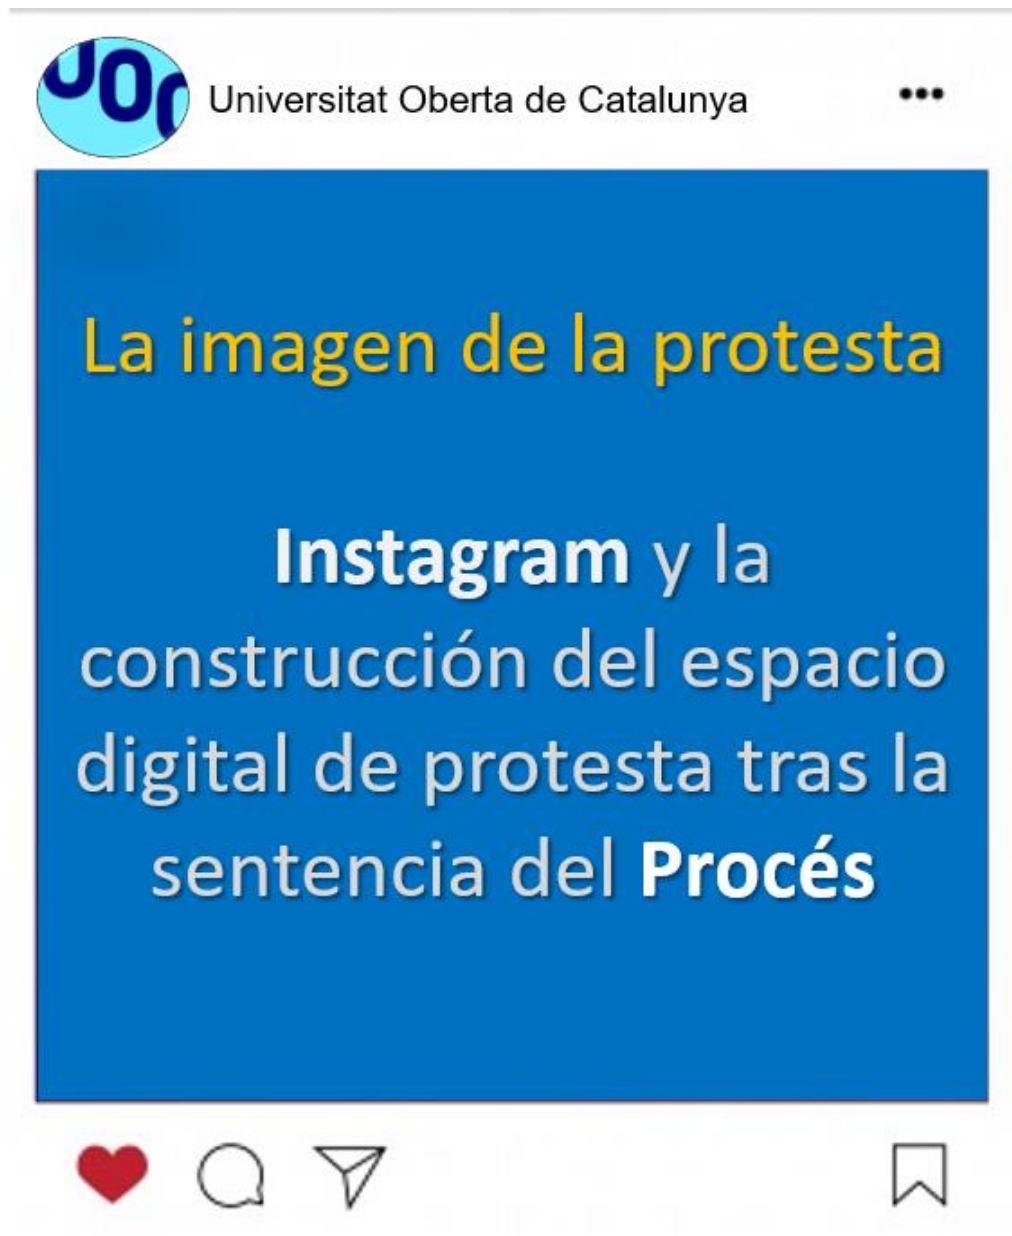 UOC
Universitat Oberta de Catalunya
La imagen de la protesta
Instagram y la
construcción del espacio
digital de protesta tras la
sentencia del Procés